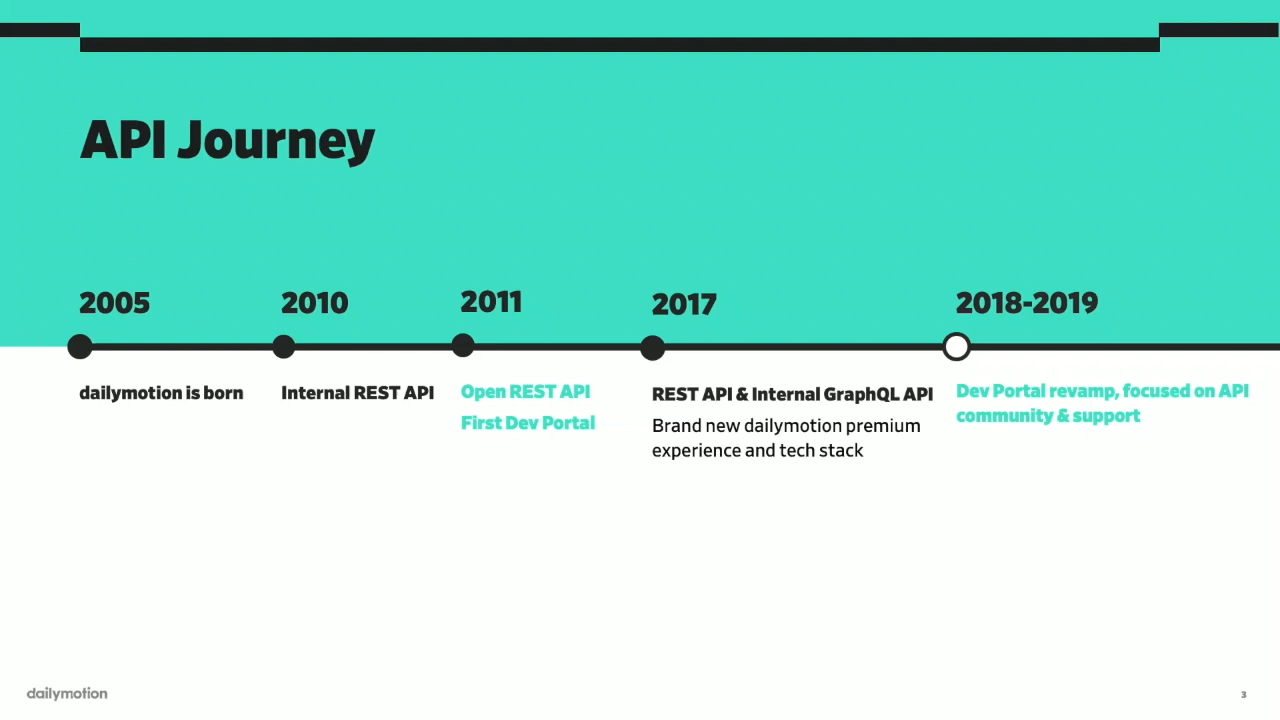 API Journey
2005
dailymotion is born
2010
Internal REST API
2011
Open REST API
First Dev Portal
2017
REST API & Internal GraphQL API
Brand new dailymotion premium
experience and tech stack
2018-2019
Dev Portal revamp, focused on API
community & support
dailymotion
3